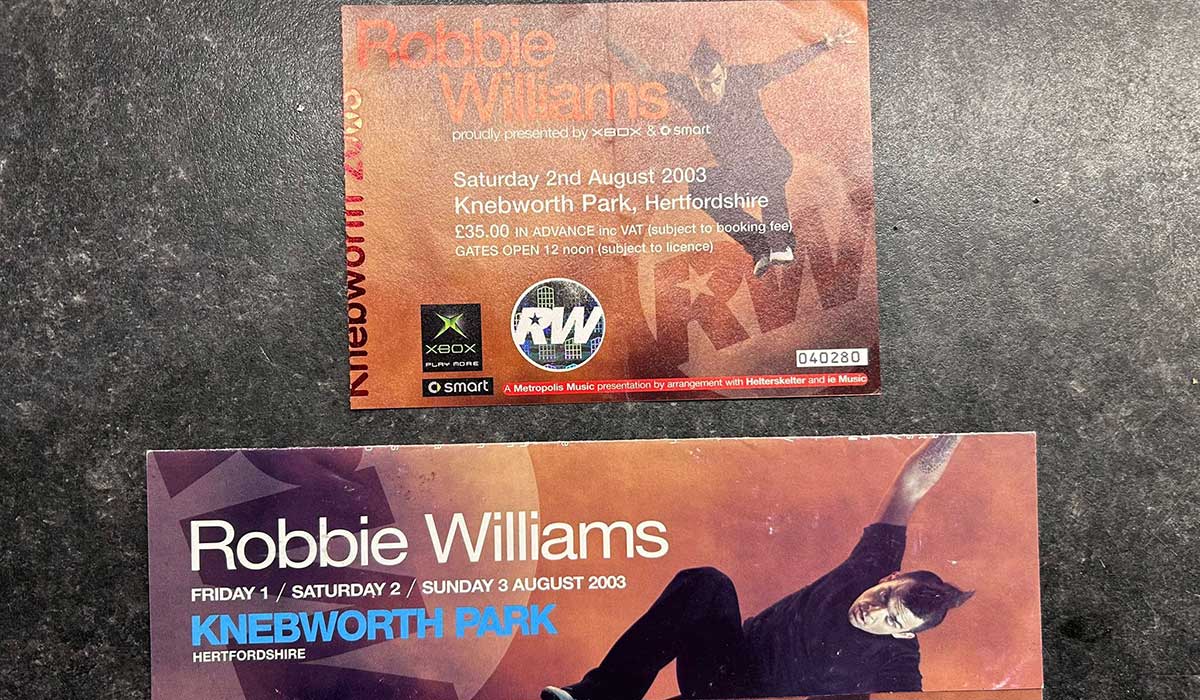 Robbie
Williams
proudly presented by XBOX & smart
Knebworth 2003
Saturday 2nd August 2003
Knebworth Park, Hertfordshire
£35.00 IN ADVANCE inc VAT (subject to booking fee)
GATES OPEN 12 noon (subject to licence)
RW
RW
XBOX
PLAY MORE
smart
040280
A Metropolis Music presentation by arrangement with Helterskelter and ie Music
Robbie Williams
FRIDAY 1 / SATURDAY 2 / SUNDAY 3 AUGUST 2003
KNEBWORTH PARK
HERTFORDSHIRE